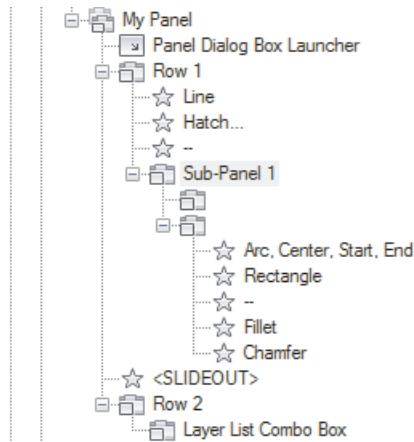 My Panel
Panel Dialog Box Launcher
Row 1
Line
Hatch...
--
Sub-Panel 1
Arc, Center, Start, End
Rectangle
--
Fillet
Chamfer
<SLIDEOUT>
Row 2
Layer List Combo Box